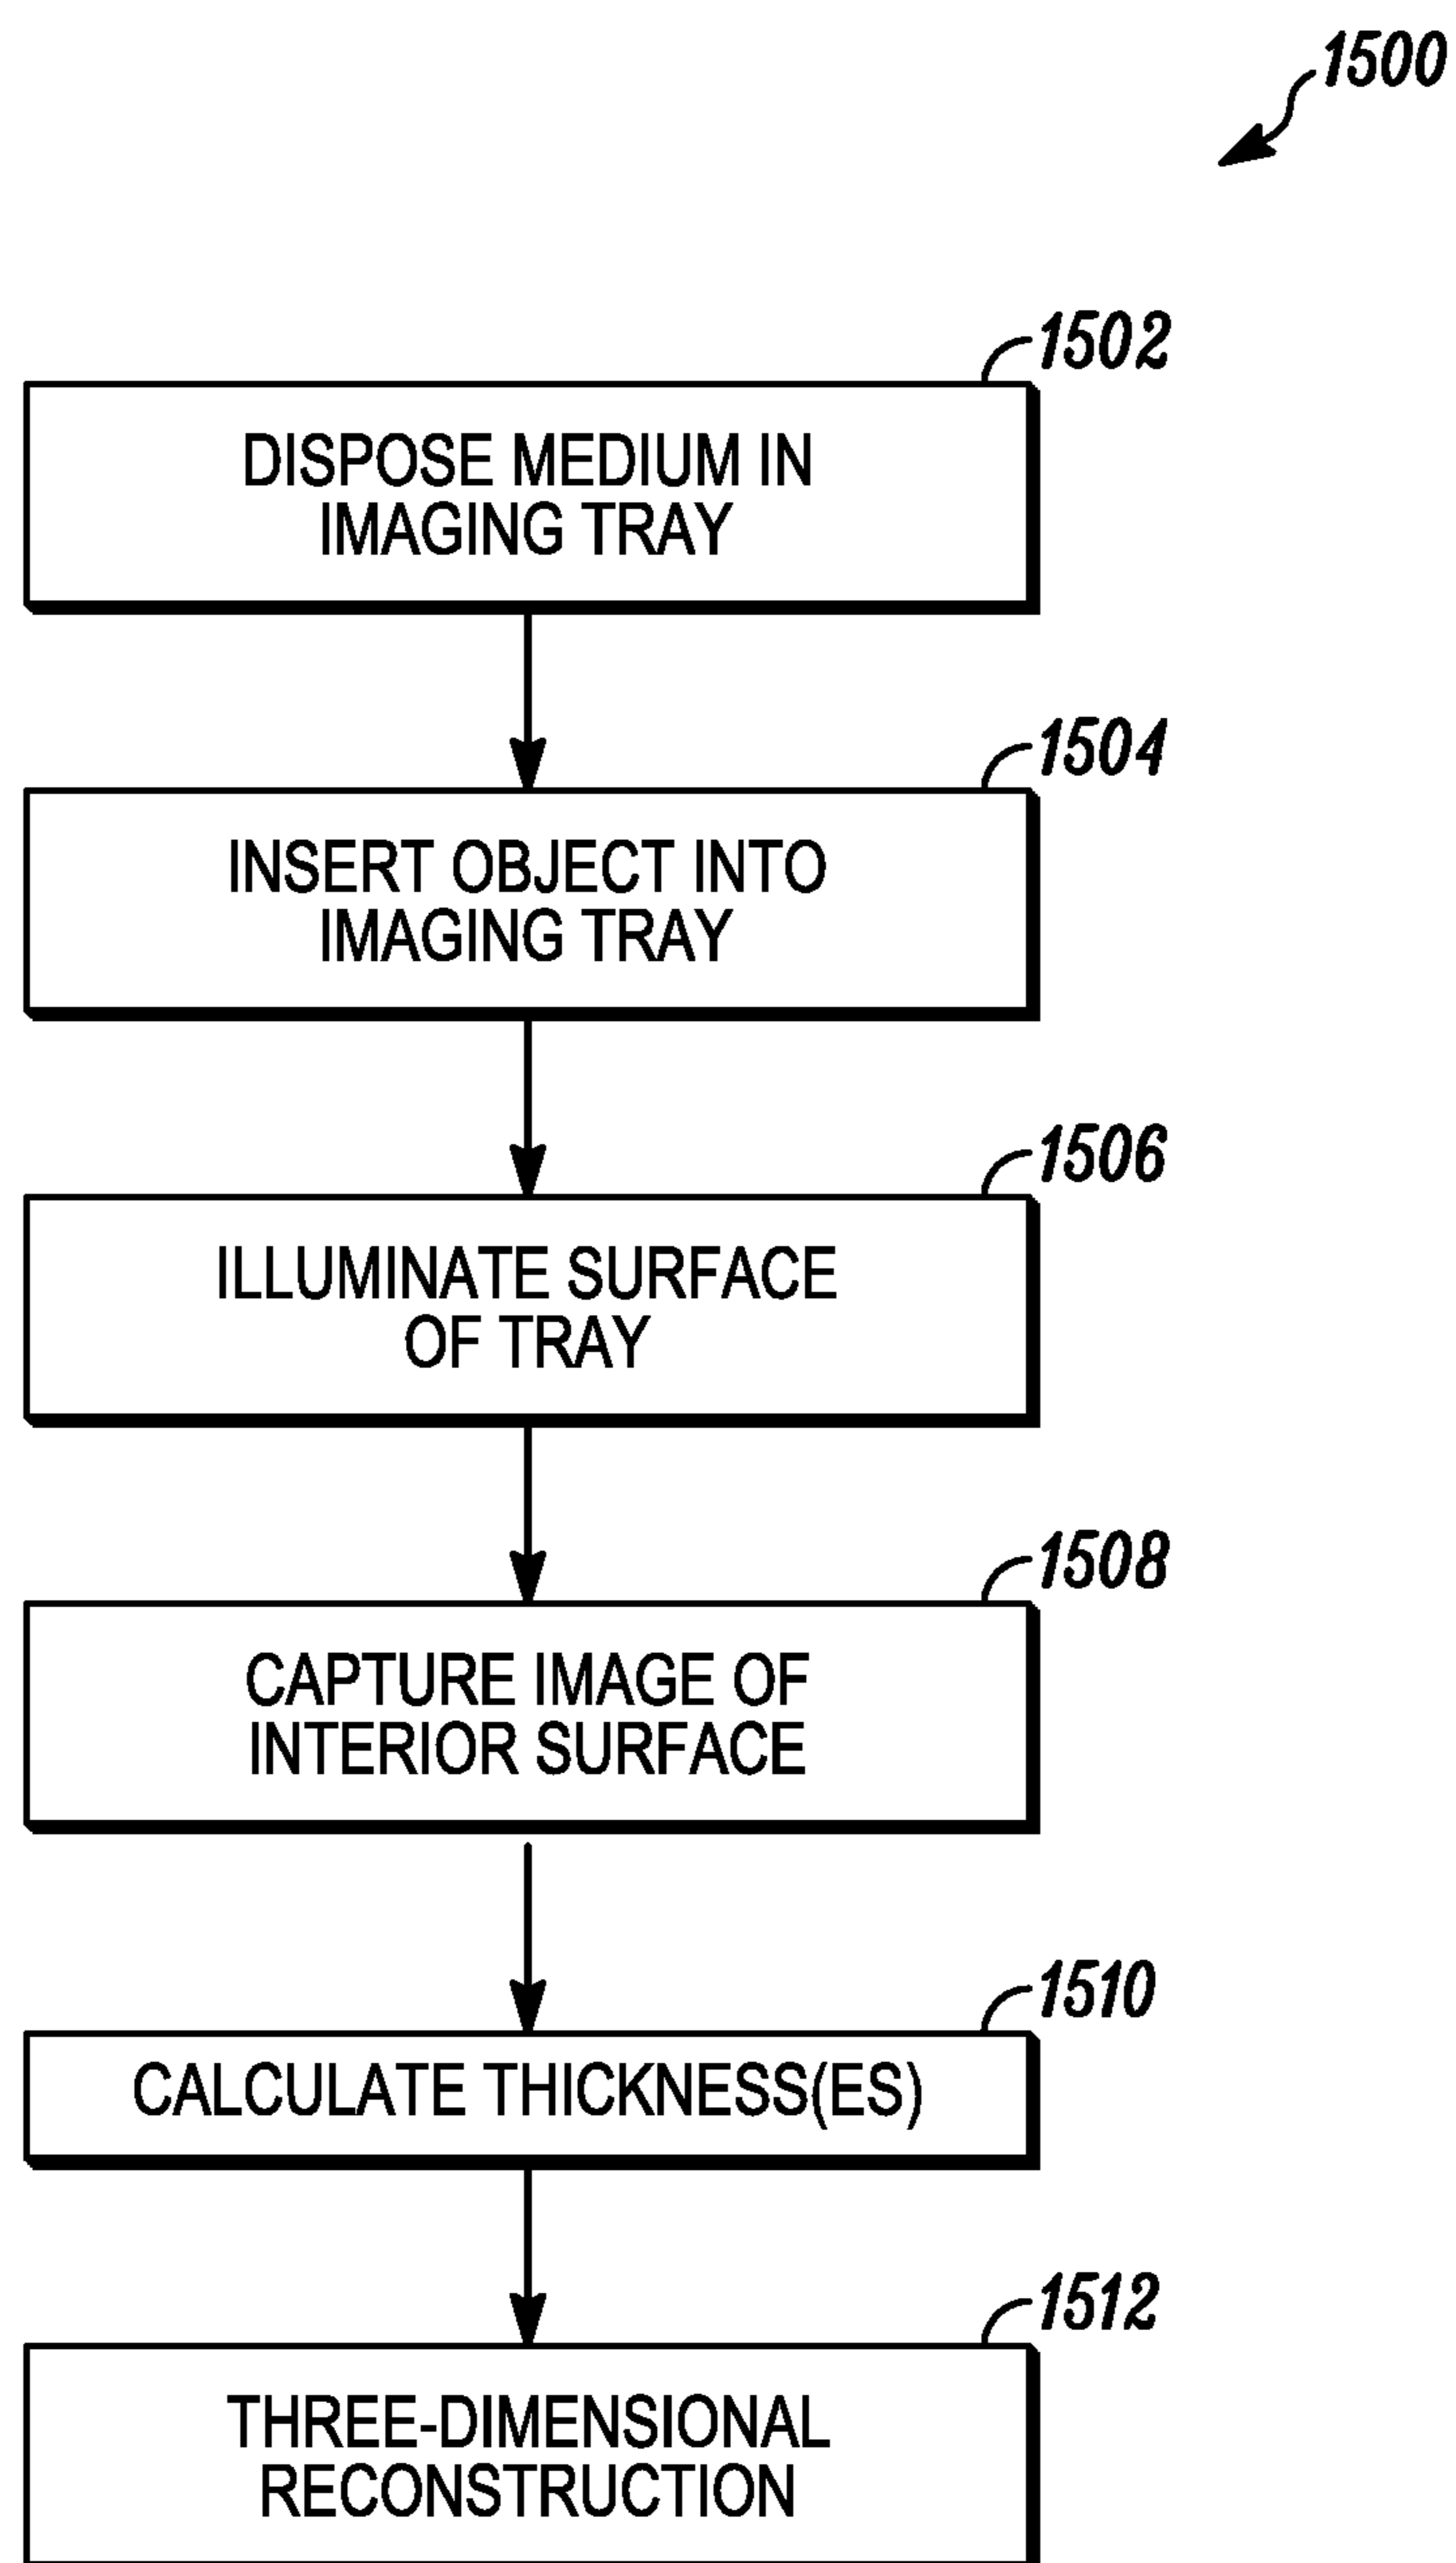 1500
1502
DISPOSE MEDIUM IN
IMAGING TRAY
1504
INSERT OBJECT INTO
IMAGING TRAY
1506
ILLUMINATE SURFACE
OF TRAY
1508
CAPTURE IMAGE OF
INTERIOR SURFACE
1510
CALCULATE THICKNESS(ES)
1512
THREE-DIMENSIONAL
RECONSTRUCTION